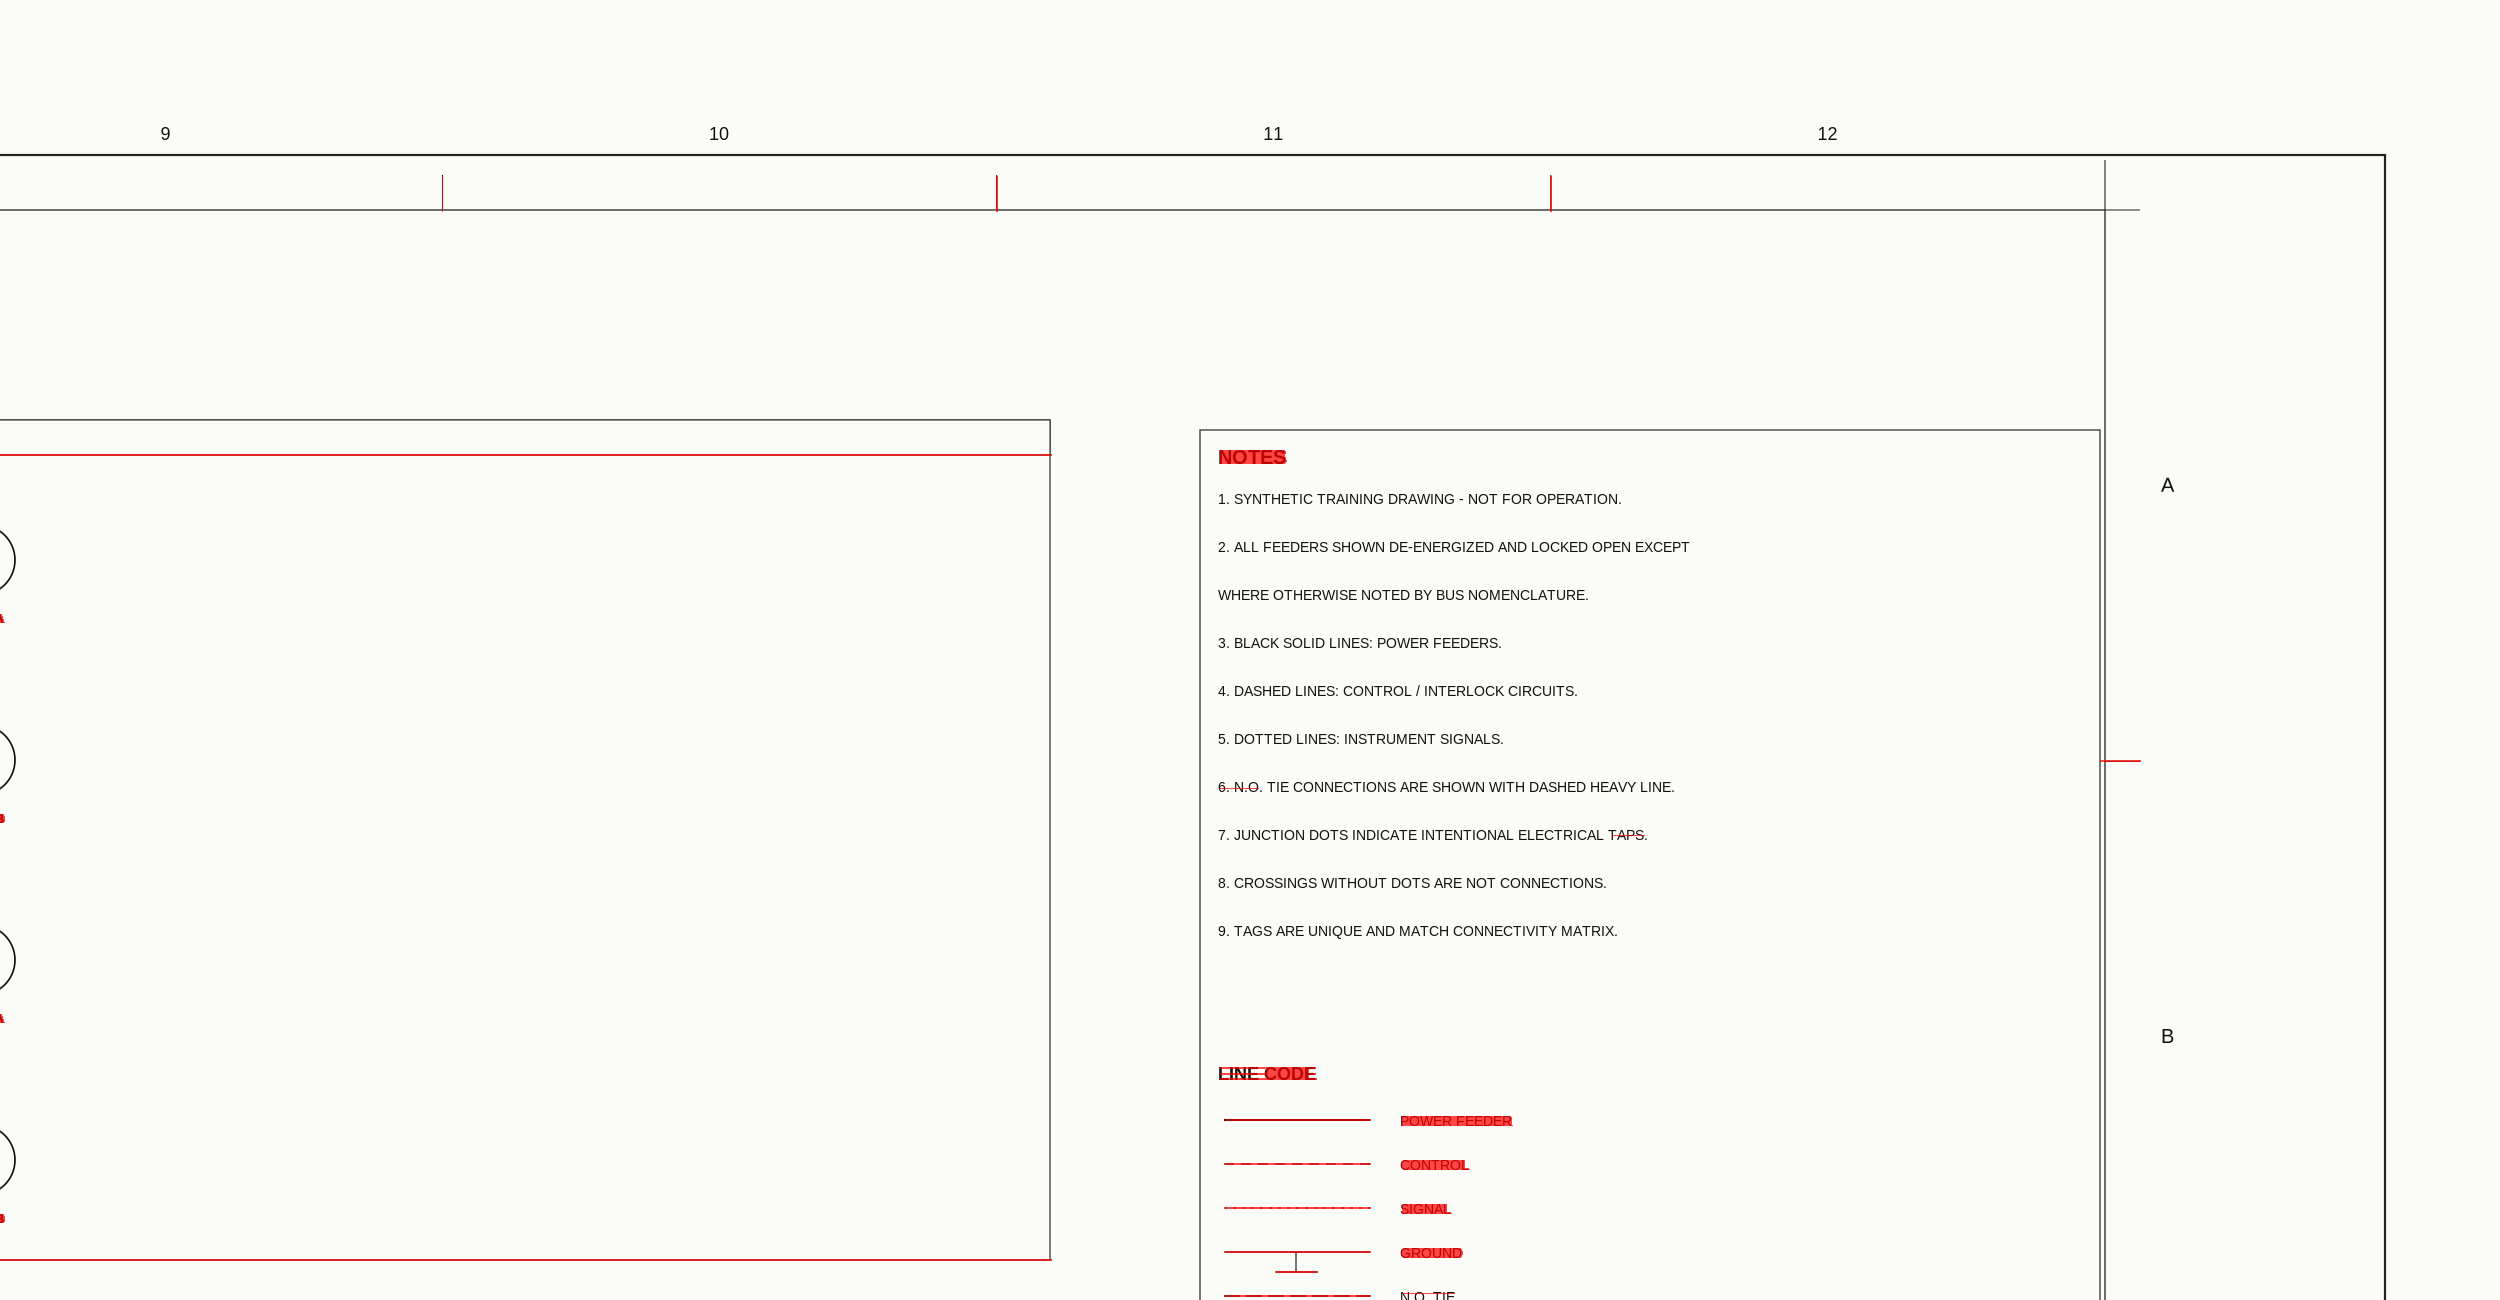 9 10 11 12
NOTES
1. SYNTHETIC TRAINING DRAWING - NOT FOR OPERATION.
A
2. ALL FEEDERS SHOWN DE-ENERGIZED AND LOCKED OPEN EXCEPT
WHERE OTHERWISE NOTED BY BUS NOMENCLATURE.
3. BLACK SOLID LINES: POWER FEEDERS.
4. DASHED LINES: CONTROL / INTERLOCK CIRCUITS.
5. DOTTED LINES: INSTRUMENT SIGNALS.
6. N.O. TIE CONNECTIONS ARE SHOWN WITH DASHED HEAVY LINE.
7. JUNCTION DOTS INDICATE INTENTIONAL ELECTRICAL TAPS.
8. CROSSINGS WITHOUT DOTS ARE NOT CONNECTIONS.
9. TAGS ARE UNIQUE AND MATCH CONNECTIVITY MATRIX.
B
LINE CODE
POWER FEEDER
CONTROL
SIGNAL
GROUND
N.O. TIE